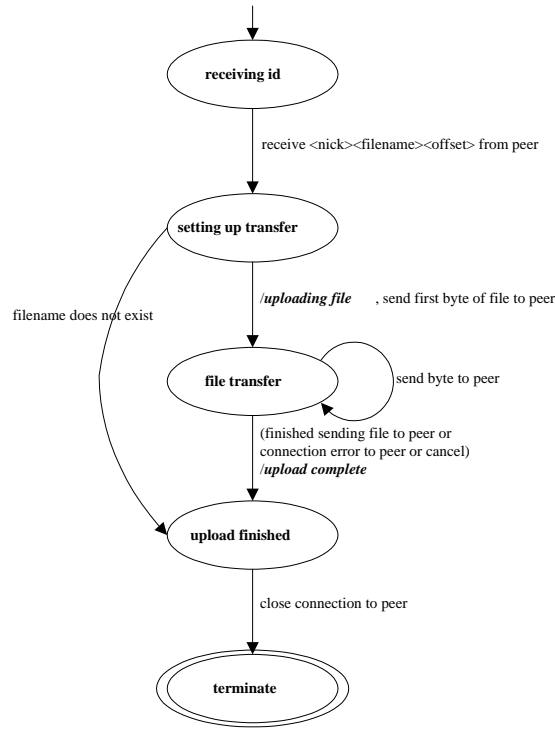 receiving id
receive <nick><filename><offset> from peer
setting up transfer
/uploading file , send first byte of file to peer
filename does not exist
file transfer
send byte to peer
(finished sending file to peer or
connection error to peer or cancel)
/upload complete
upload finished
close connection to peer
terminate